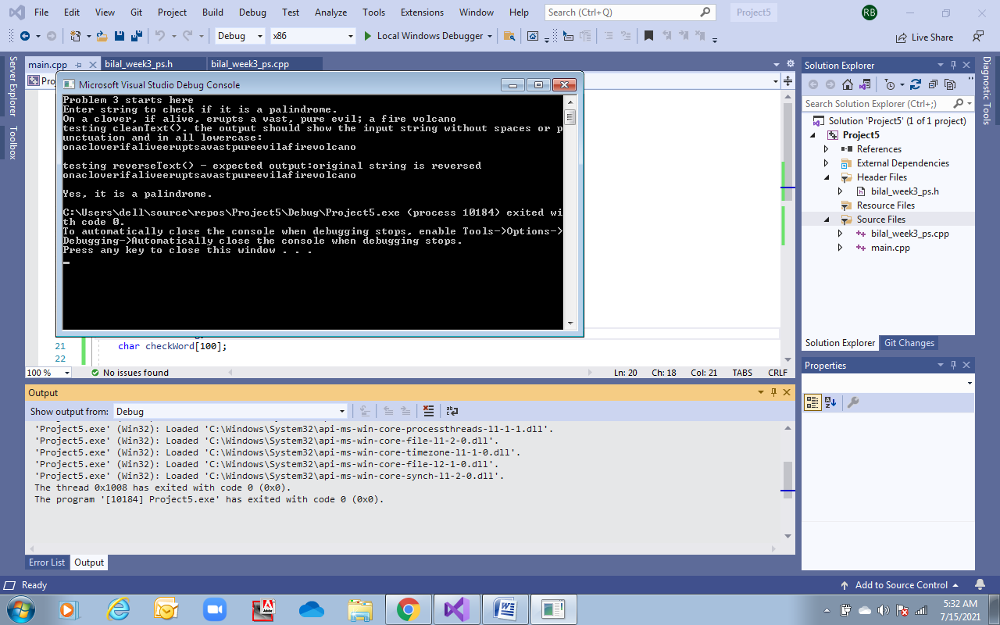 File Edit View Git Project Build Debug Test Analyze Tools Extensions Window Help Search (Ctrl+Q) Project5 RB
Debug x86 Local Windows Debugger Live Share
Server Explorer
Toolbox
main.cpp bilal_week3_ps.h bilal_week3_ps.cpp
Microsoft Visual Studio Debug Console
Problem 3 starts here
Enter string to check if it is a palindrome.
On a clover, if alive, erupts a vast, pure evil; a fire volcano
testing cleanText(). the output should show the input string without spaces or p
unctuation and in all lowercase:
onacloverifaliveeruptsavastpureevilafirevolcano
testing reverseText() - expected output:original string is reversed
onacloverifaliveeruptsavastpureevilafirevolcano
Yes, it is a palindrome.
C:\Users\dell\source\repos\Project5\Debug\Project5.exe (process 10184) exited wi
th code 0.
To automatically close the console when debugging stops, enable Tools->Options->
Debugging->Automatically close the console when debugging stops.
Press any key to close this window . . .
21 char checkWord[100];
22
100 % No issues found Ln: 20 Ch: 18 Col: 21 TABS CRLF
Output
Show output from: Debug
'Project5.exe' (Win32): Loaded 'C:\Windows\System32\api-ms-win-core-processthreads-l1-1-1.dll'.
'Project5.exe' (Win32): Loaded 'C:\Windows\System32\api-ms-win-core-file-l1-2-0.dll'.
'Project5.exe' (Win32): Loaded 'C:\Windows\System32\api-ms-win-core-timezone-l1-1-0.dll'.
'Project5.exe' (Win32): Loaded 'C:\Windows\System32\api-ms-win-core-file-l2-1-0.dll'.
'Project5.exe' (Win32): Loaded 'C:\Windows\System32\api-ms-win-core-synch-l1-2-0.dll'.
The thread 0x1008 has exited with code 0 (0x0).
The program '[10184] Project5.exe' has exited with code 0 (0x0).
Error List Output
Solution Explorer
Search Solution Explorer (Ctrl+;)
Solution 'Project5' (1 of 1 project)
Project5
References
External Dependencies
Header Files
bilal_week3_ps.h
Resource Files
Source Files
bilal_week3_ps.cpp
main.cpp
Solution Explorer Git Changes
Properties
Diagnostic Tools
Ready Add to Source Control
5:32 AM
7/15/2021